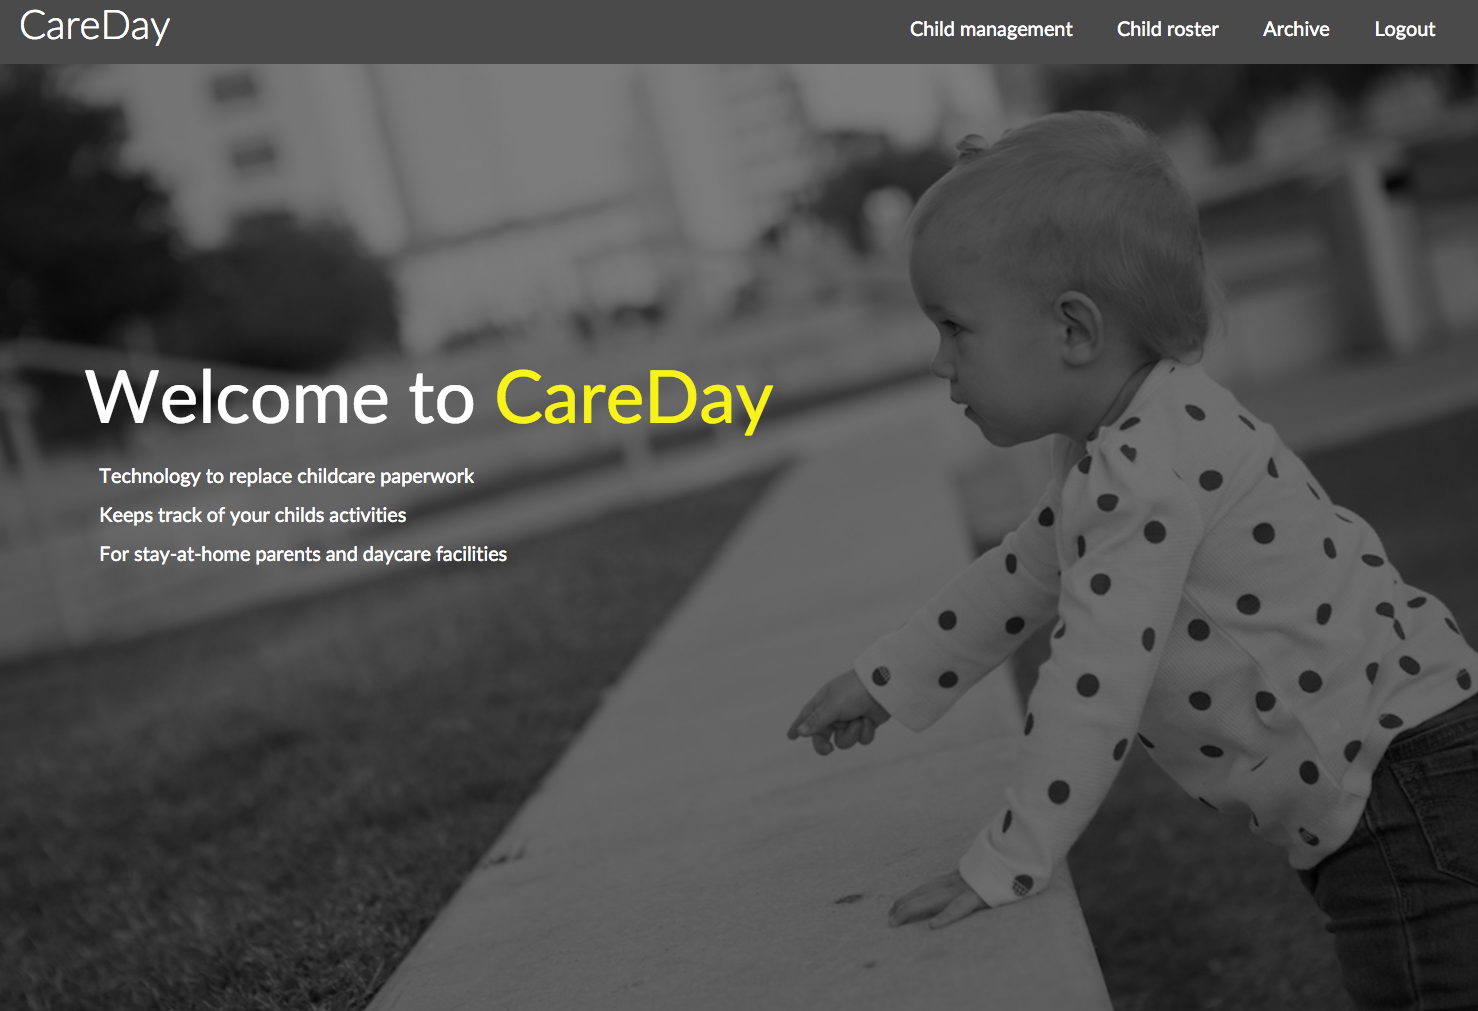 CareDay
Child management Child roster Archive Logout
Welcome to CareDay
Technology to replace childcare paperwork
Keeps track of your childs activities
For stay-at-home parents and daycare facilities